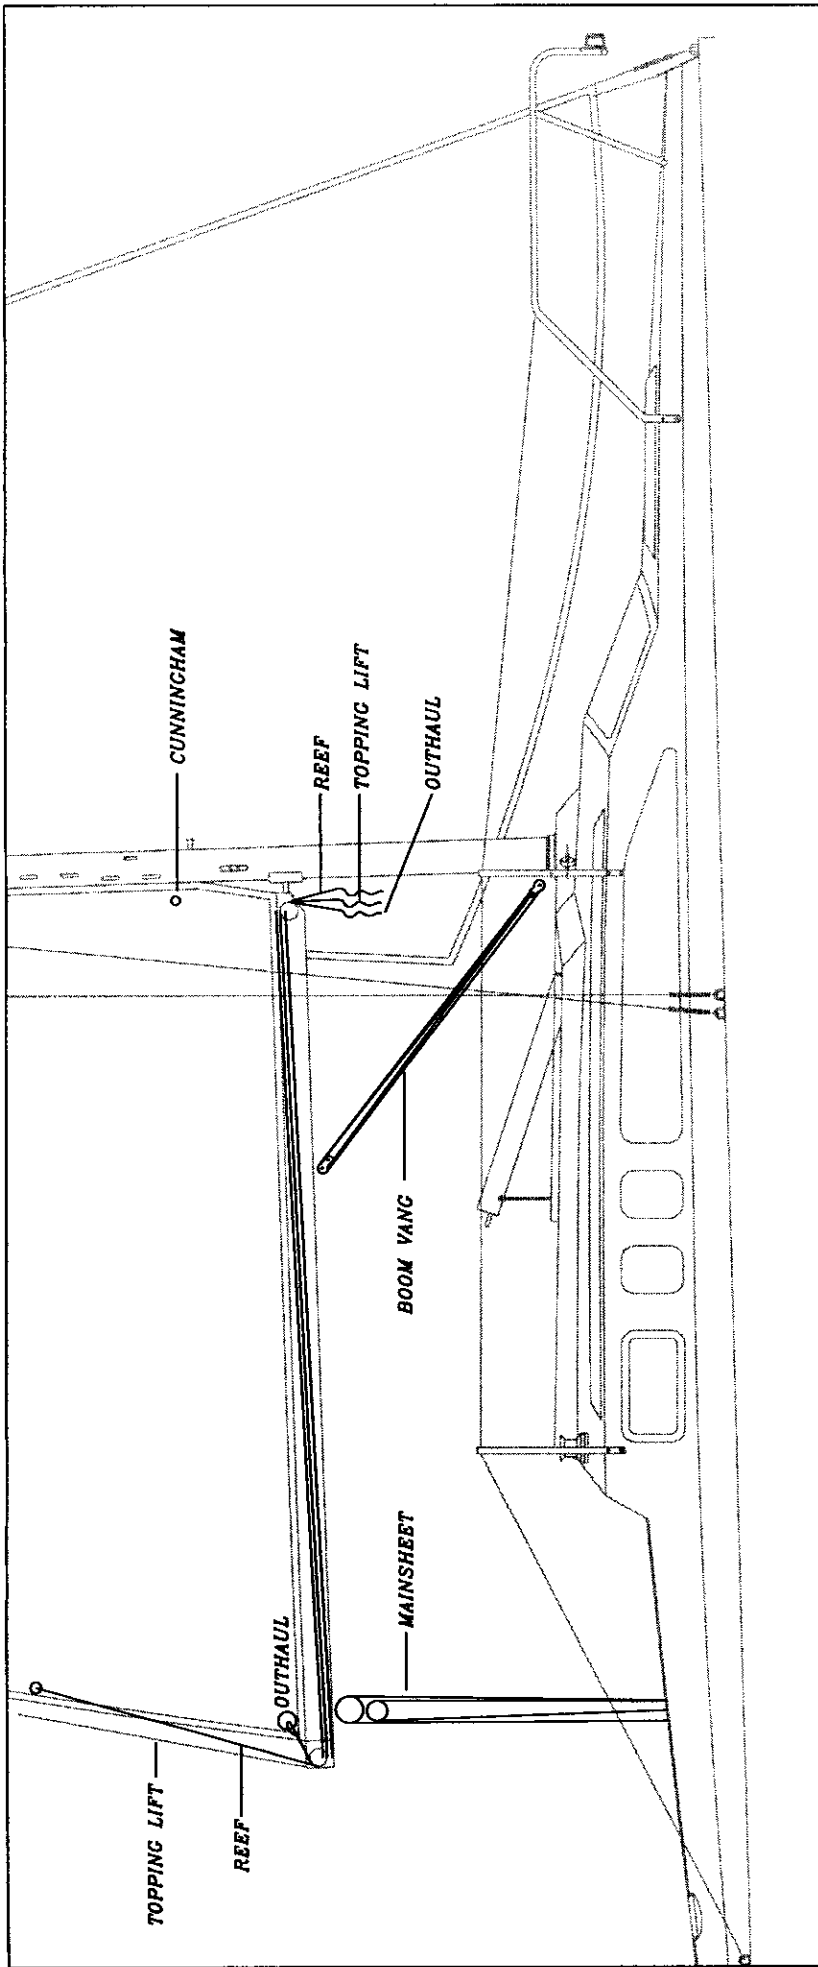 CUNNINGHAM
REEF
TOPPING LIFT
OUTHAUL
BOOM VANG
MAINSHEET
OUTHAUL
TOPPING LIFT
REEF